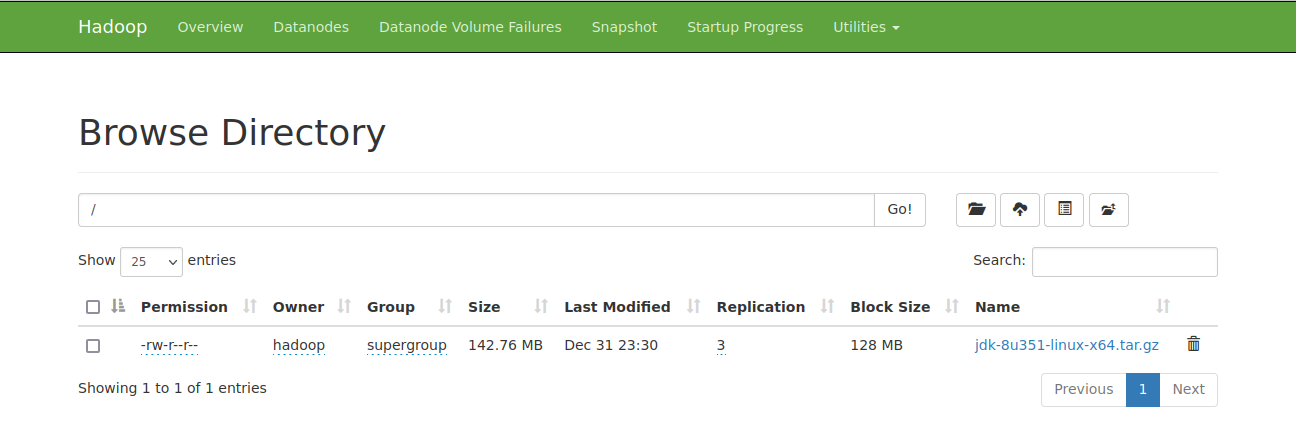 Hadoop Overview Datanodes Datanode Volume Failures Snapshot Startup Progress Utilities
Browse Directory
/ Go!
Show 25 entries Search:
Permission Owner Group Size Last Modified Replication Block Size Name
-rw-r--r-- hadoop supergroup 142.76 MB Dec 31 23:30 3 128 MB jdk-8u351-linux-x64.tar.gz
Showing 1 to 1 of 1 entries Previous 1 Next